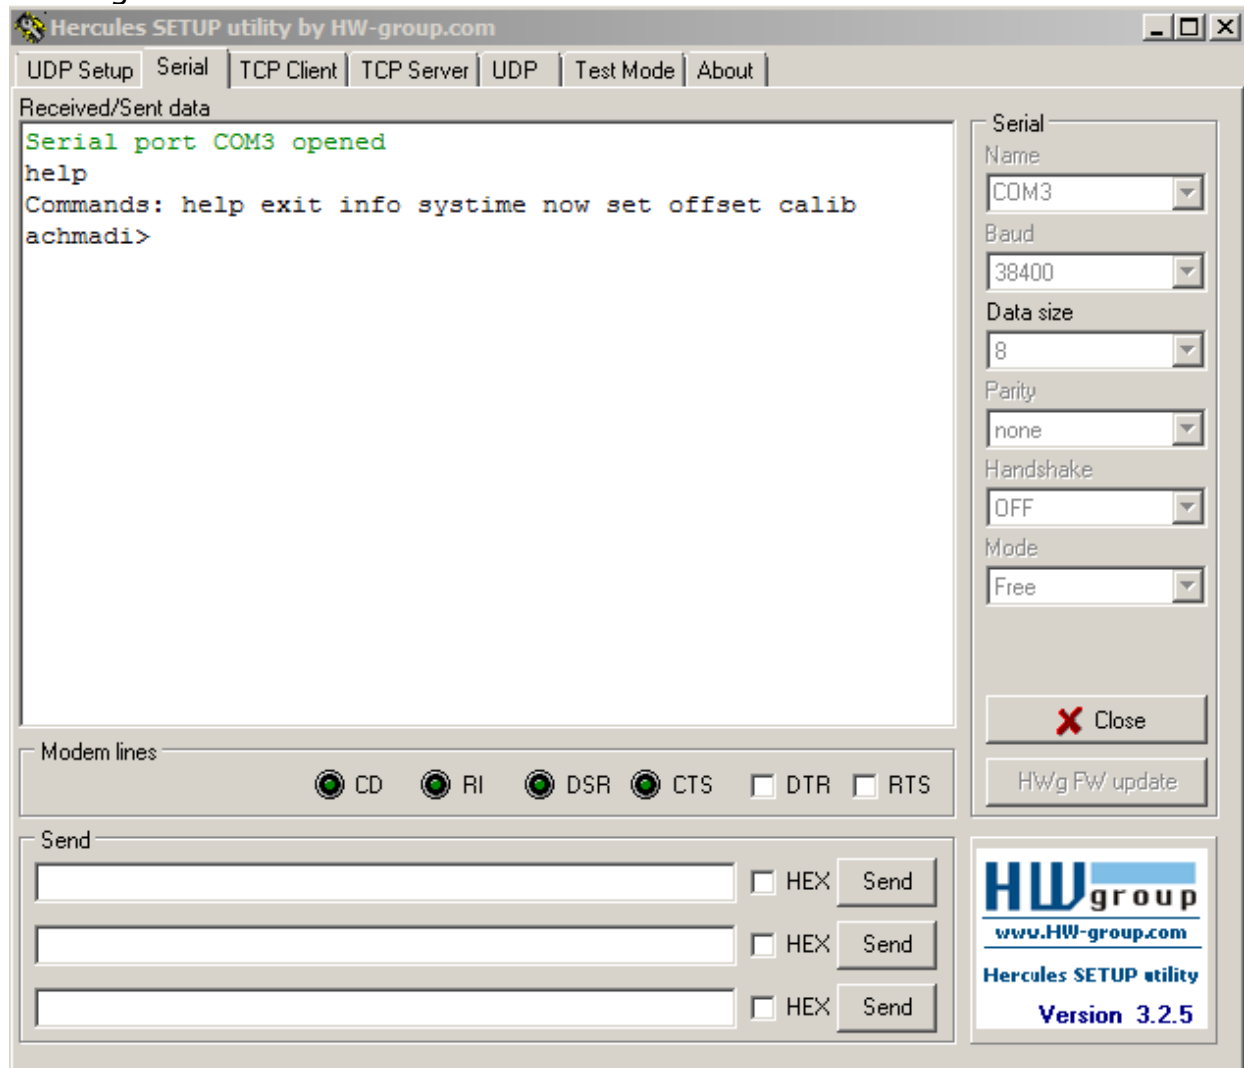 Hercules SETUP utility by HW-group.com
UDP Setup Serial TCP Client TCP Server UDP Test Mode About
Received/Sent data
Serial port COM3 opened
help
Commands: help exit info systime now set offset calib
achmadi>
Serial
Name
COM3
Baud
38400
Data size
8
Parity
none
Handshake
OFF
Mode
Free
Close
HWg FW update
Modem lines
CD RI DSR CTS DTR RTS
Send
HEX Send
HEX Send
HEX Send
HW group
www.HW-group.com
Hercules SETUP utility
Version 3.2.5